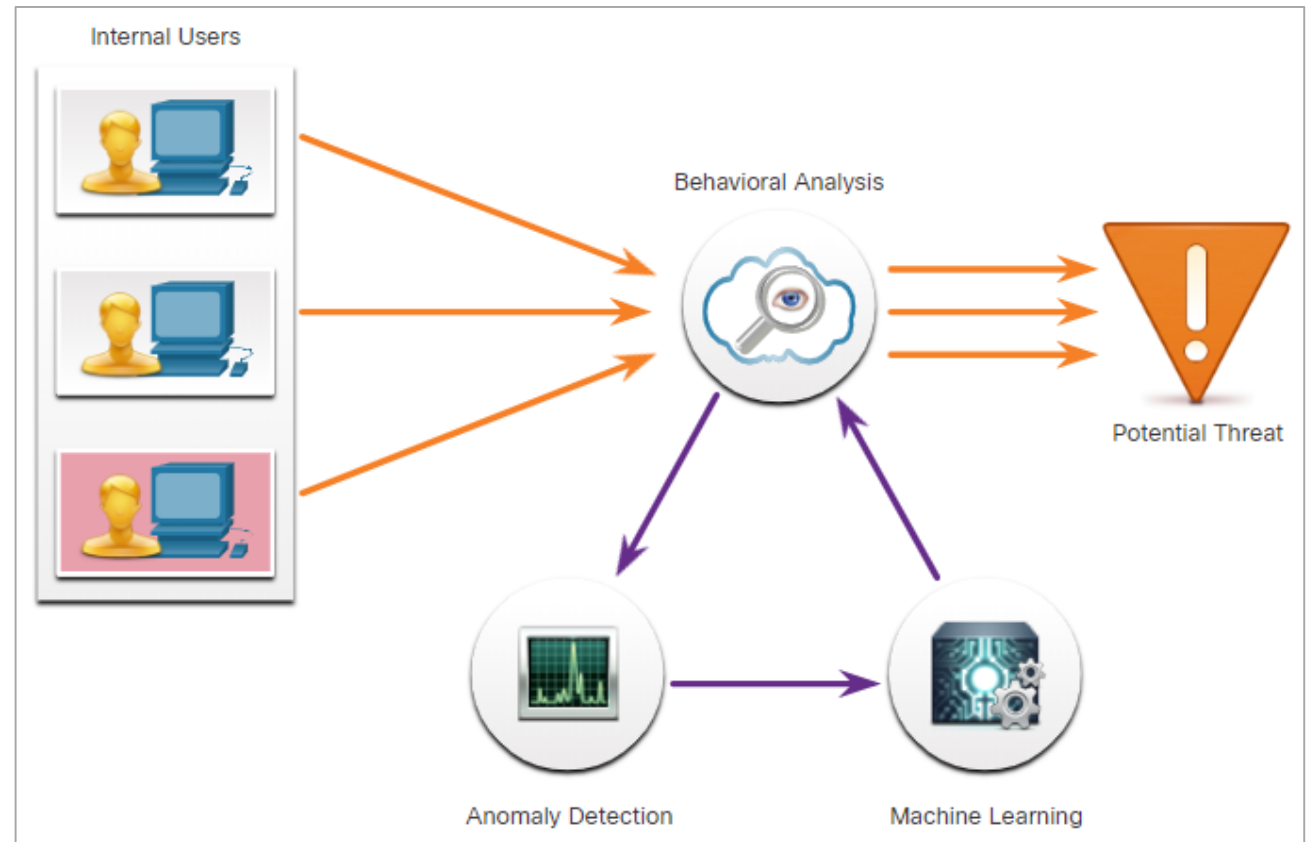 Internal Users
Behavioral Analysis
Potential Threat
Anomaly Detection
Machine Learning